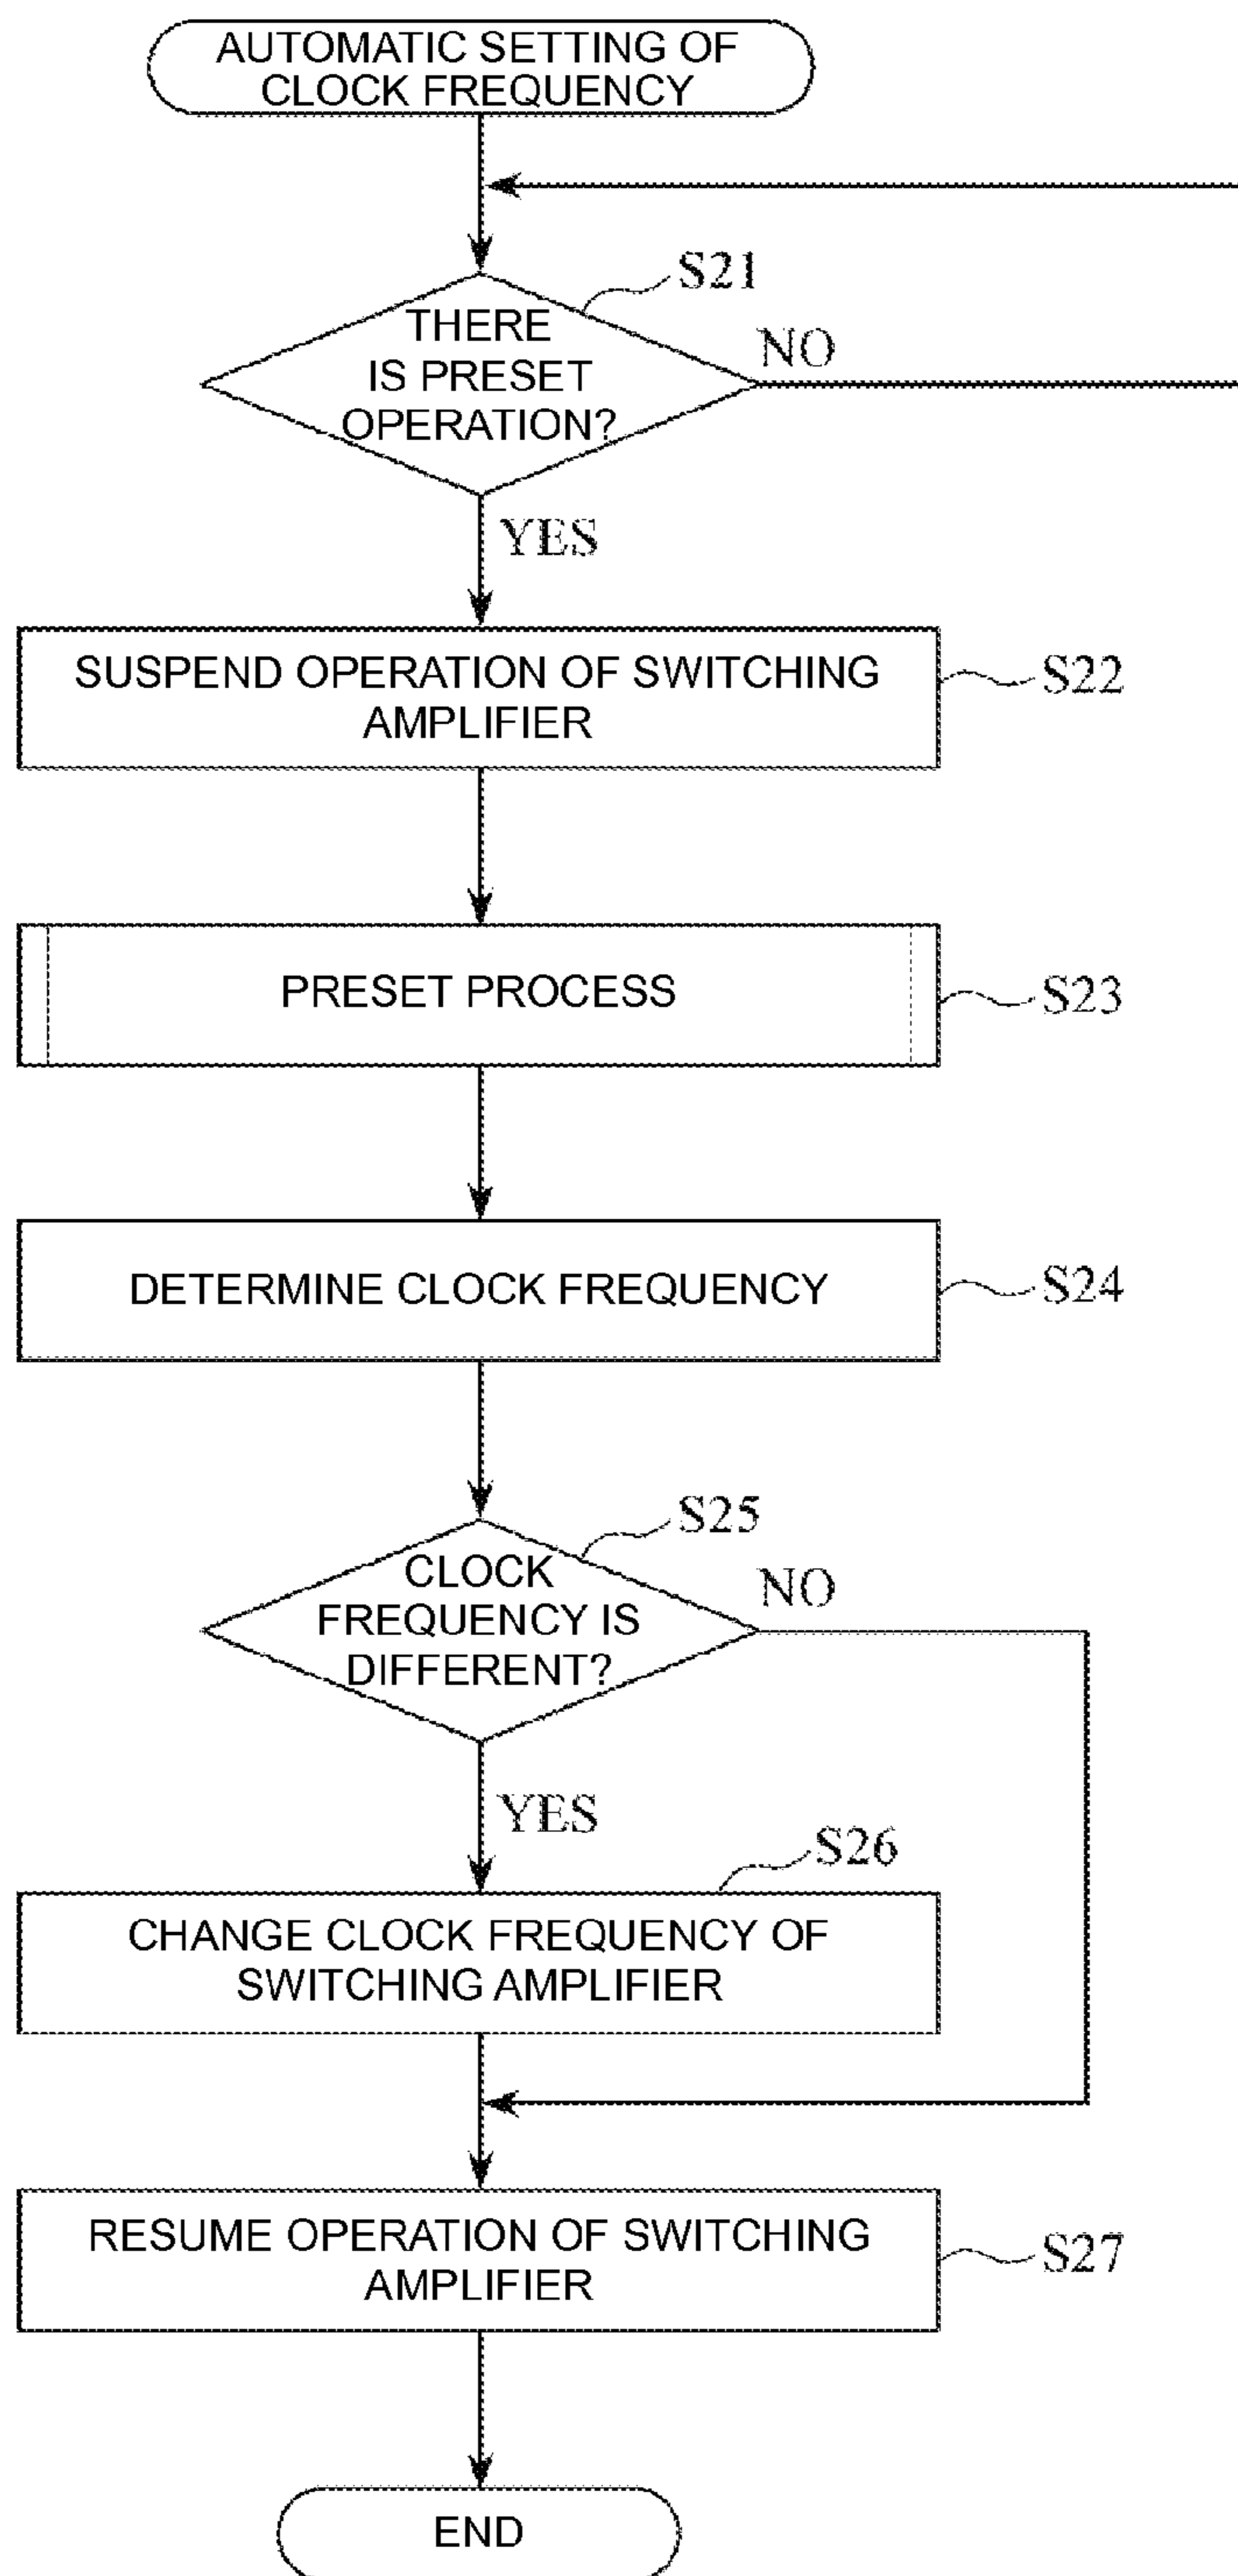 AUTOMATIC SETTING OF
CLOCK FREQUENCY
S21
THERE
IS PRESET
OPERATION?
NO
YES
SUSPEND OPERATION OF SWITCHING
AMPLIFIER
S22
PRESET PROCESS
S23
DETERMINE CLOCK FREQUENCY
S24
S25
CLOCK
FREQUENCY IS
DIFFERENT?
NO
YES
S26
CHANGE CLOCK FREQUENCY OF
SWITCHING AMPLIFIER
RESUME OPERATION OF SWITCHING
AMPLIFIER
S27
END